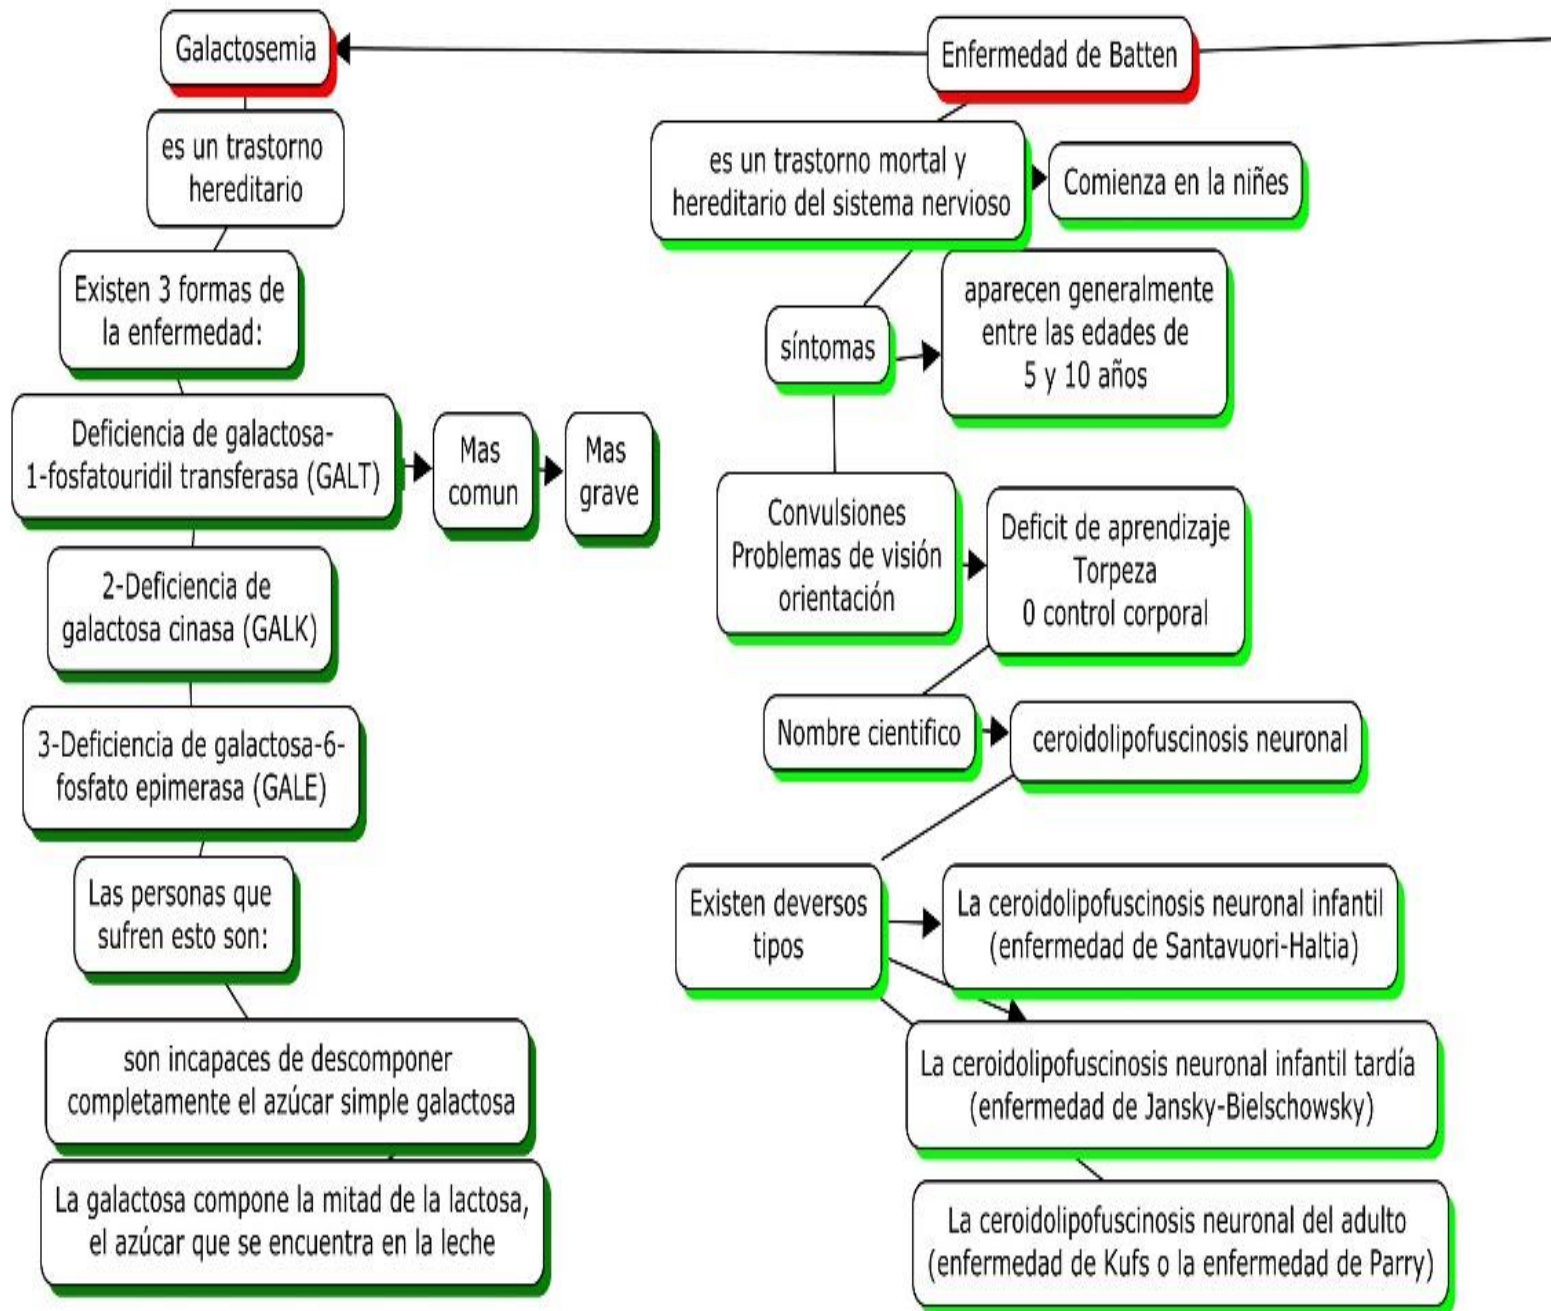 Galactosemia
es un trastorno
hereditario
Existen 3 formas de
la enfermedad:
Deficiencia de galactosa-
1-fosfatouridil transferasa (GALT)
Mas
comun
Mas
grave
2-Deficiencia de
galactosa cinasa (GALK)
3-Deficiencia de galactosa-6-
fosfato epimerasa (GALE)
Las personas que
sufren esto son:
son incapaces de descomponer
completamente el azúcar simple galactosa
La galactosa compone la mitad de la lactosa,
el azúcar que se encuentra en la leche
Enfermedad de Batten
es un trastorno mortal y
hereditario del sistema nervioso
Comienza en la niñes
síntomas
aparecen generalmente
entre las edades de
5 y 10 años
Convulsiones
Problemas de visión
orientación
Deficit de aprendizaje
Torpeza
0 control corporal
Nombre cientifico
ceroidolipofuscinosis neuronal
Existen deversos
tipos
La ceroidolipofuscinosis neuronal infantil
(enfermedad de Santavuori-Haltia)
La ceroidolipofuscinosis neuronal infantil tardía
(enfermedad de Jansky-Bielschowsky)
La ceroidolipofuscinosis neuronal del adulto
(enfermedad de Kufs o la enfermedad de Parry)